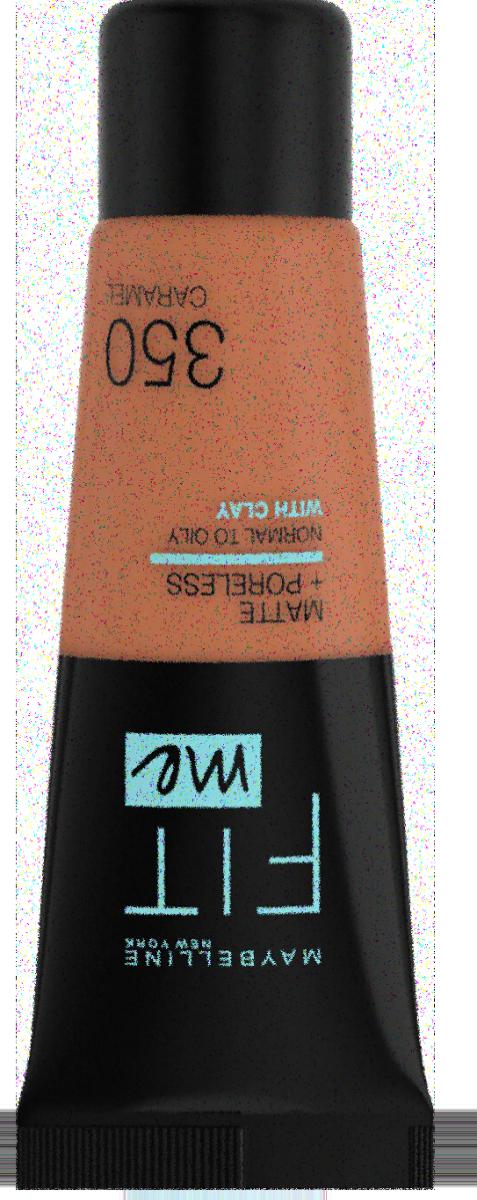 MAYBELLINE
NEW YORK
FIT
me
MATTE
+ PORELESS
NORMAL TO OILY
WITH CLAY
350
CARAMEL